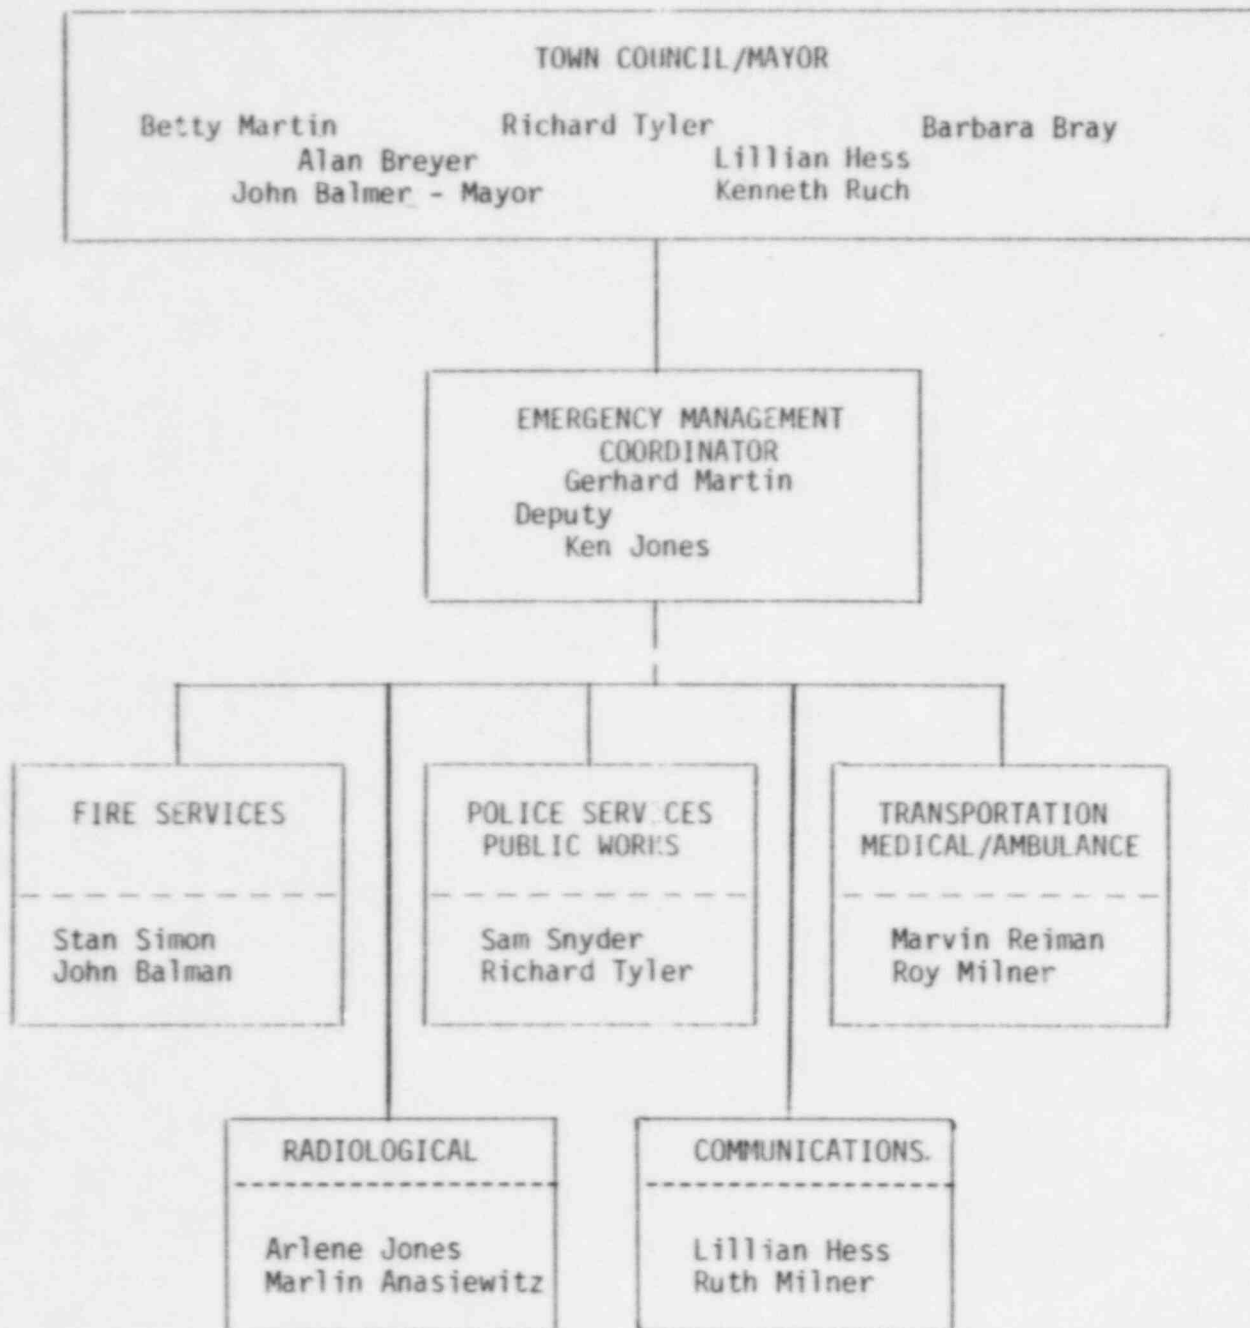 TOWN COUNCIL/MAYOR
Betty Martin Richard Tyler Barbara Bray
Alan Breyer Lillian Hess
John Balmer - Mayor Kenneth Ruch
EMERGENCY MANAGEMENT
COORDINATOR
Gerhard Martin
Deputy
Ken Jones
FIRE SERVICES
Stan Simon
John Balman
POLICE SERVICES
PUBLIC WORKS
Sam Snyder
Richard Tyler
TRANSPORTATION
MEDICAL/AMBULANCE
Marvin Reiman
Roy Milner
RADIOLOGICAL
Arlene Jones
Marlin Anasiewitz
COMMUNICATIONS.
Lillian Hess
Ruth Milner